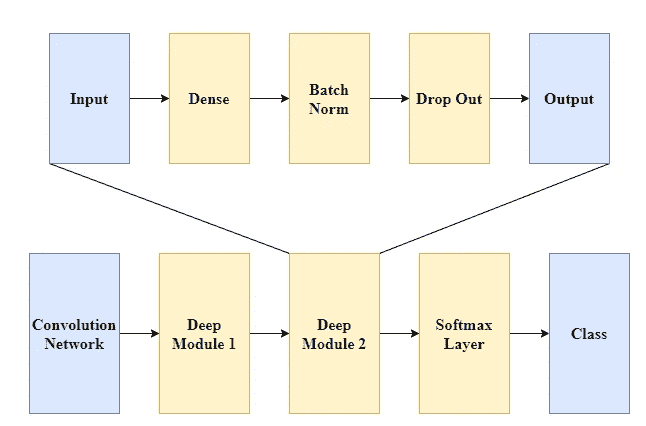 Input
Dense
Batch
Norm
Drop Out
Output
Convolution
Network
Deep
Module 1
Deep
Module 2
Softmax
Layer
Class